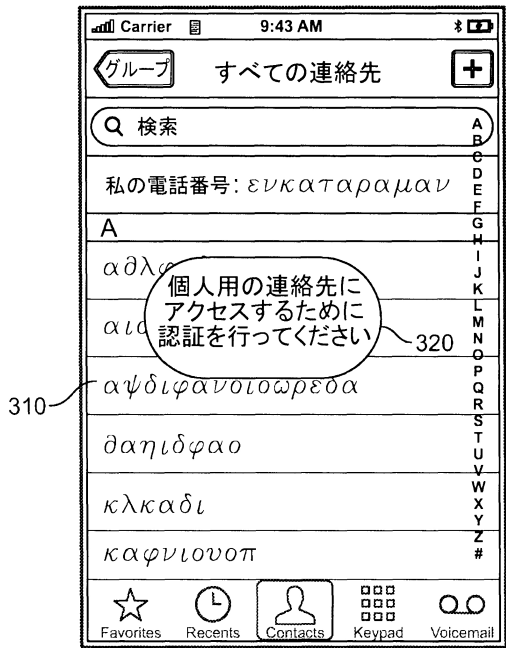 Carrier 9:43 AM
グループ すべての連絡先 +
検索
私の電話番号: ενκαταραμαν
A
αθλφ
個人用の連絡先に
アクセスするために
認証を行ってください
320
310
αψδιφανοιοωρεδα
∂αηιδφαο
κλκαδι
καφνιουοπ
A
B
C
D
E
F
G
H
I
J
K
L
M
N
O
P
Q
R
S
T
U
V
W
X
Y
Z
#
Favorites Recents Contacts Keypad Voicemail